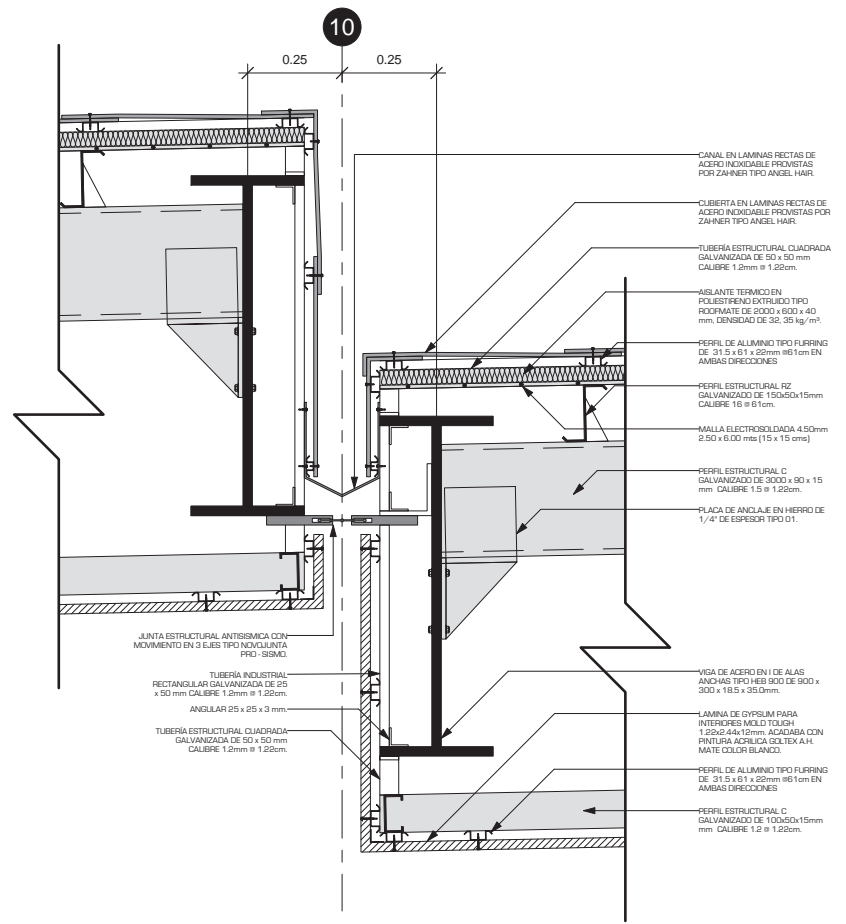 10
0.25
0.25
CANAL EN LAMINAS RECTAS DE
ACERO INOXIDABLE PROVISTAS
POR ZAHNER TIPO ANGEL HAIR.
CUBIERTA EN LAMINAS RECTAS DE
ACERO INOXIDABLE PROVISTAS POR
ZAHNER TIPO ANGEL HAIR.
TUBERÍA ESTRUCTURAL CUADRADA
GALVANIZADA DE 50 x 50 mm
CALIBRE 1.2mm @ 1.22cm.
AISLANTE TERMICO EN
POLIESTIRENO EXTRUIDO TIPO
ROOFMATE DE 2000 x 600 x 40
mm, DENSIDAD DE 32, 35 kg/m³.
PERFIL DE ALUMINIO TIPO FURRING
DE 31.5 x 61 x 22mm @61cm EN
AMBAS DIRECCIONES
PERFIL ESTRUCTURAL RZ
GALVANIZADO DE 150x50x15mm
CALIBRE 16 @ 61cm.
MALLA ELECTROSOLDADA 4.50mm
2.50 x 6.00 mts (15 x 15 cms)
PERFIL ESTRUCTURAL C
GALVANIZADO DE 3000 x 90 x 15
mm CALIBRE 1.5 @ 1.22cm.
PLACA DE ANCLAJE EN HIERRO DE
1/4" DE ESPESOR TIPO 01.
JUNTA ESTRUCTURAL ANTISISMICA CON
MOVIMIENTO EN 3 EJES TIPO NOVOJUNTA
PRO - SISMO.
TUBERÍA INDUSTRIAL
RECTANGULAR GALVANIZADA DE 25
x 50 mm CALIBRE 1.2mm @ 1.22cm.
ANGULAR 25 x 25 x 3 mm.
TUBERÍA ESTRUCTURAL CUADRADA
GALVANIZADA DE 50 x 50 mm
CALIBRE 1.2mm @ 1.22cm.
VIGA DE ACERO EN I DE ALAS
ANCHAS TIPO HEB 900 DE 900 x
300 x 18.5 x 35.0mm.
LAMINA DE GYPSUM PARA
INTERIORES MOLD TOUGH
1.22x2.44x12mm. ACADABA CON
PINTURA ACRILICA GOLTEX A.H.
MATE COLOR BLANCO.
PERFIL DE ALUMINIO TIPO FURRING
DE 31.5 x 61 x 22mm @61cm EN
AMBAS DIRECCIONES
PERFIL ESTRUCTURAL C
GALVANIZADO DE 100x50x15mm
mm CALIBRE 1.2 @ 1.22cm.